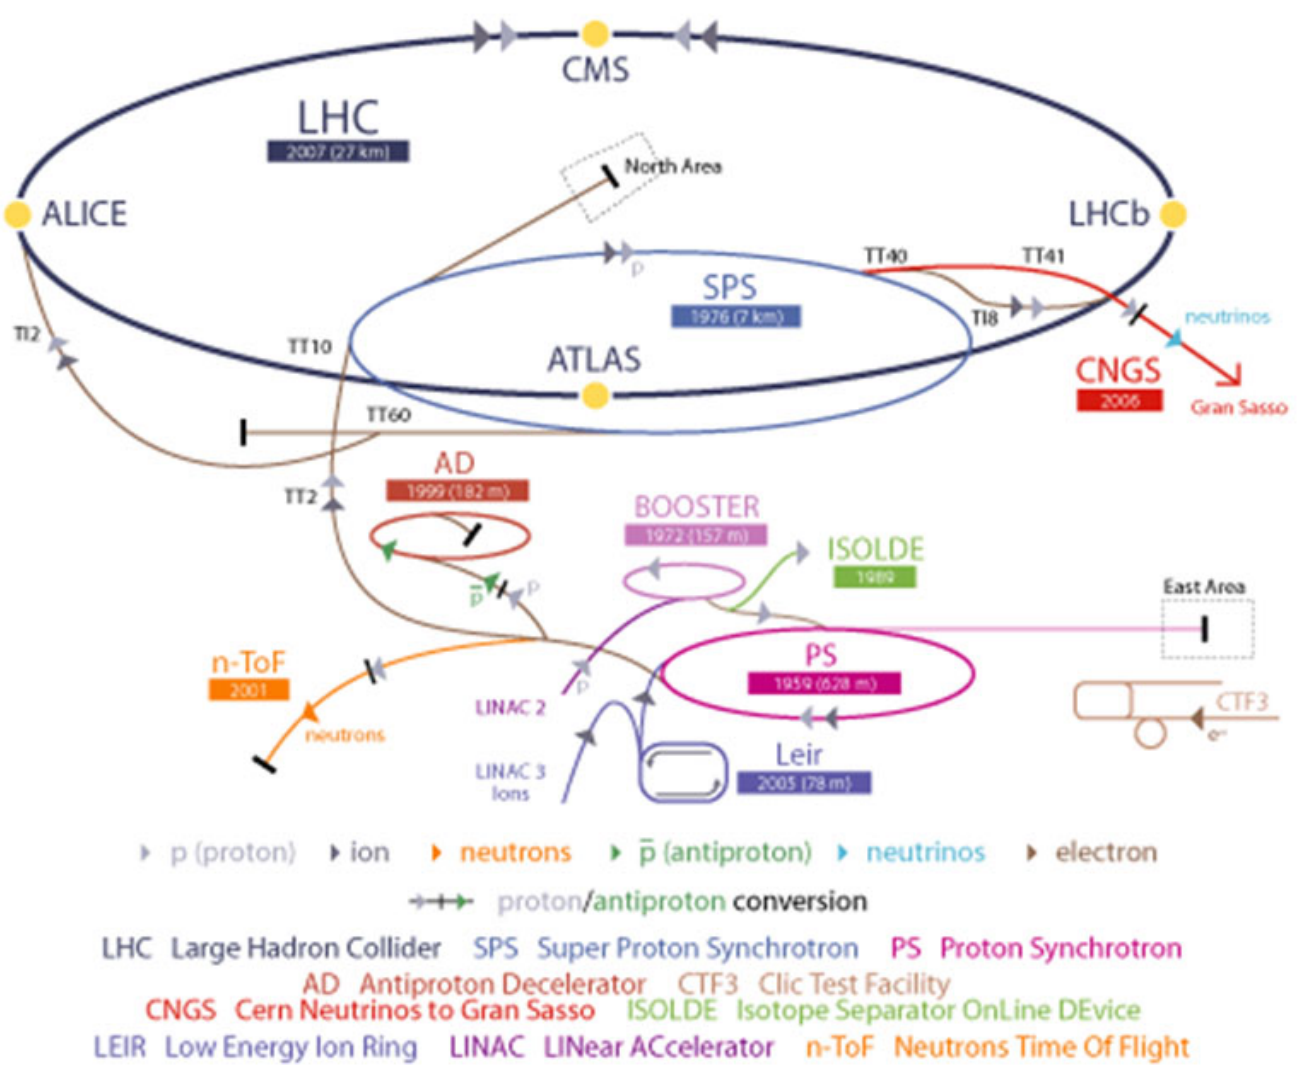 CMS
LHC
2007 (27 km)
North Area
ALICE
LHCb
TT40
TT41
p
SPS
1976 (7 km)
TI8
neutrinos
TI2
TT10
ATLAS
CNGS
2006
Gran Sasso
TT60
AD
1999 (182 m)
TT2
BOOSTER
1972 (157 m)
ISOLDE
1989
East Area
p̄
p
n-ToF
2001
PS
1959 (628 m)
p
LINAC 2
neutrons
CTF3
e⁻
LINAC 3
Ions
Leir
2005 (78 m)
p (proton) ion neutrons p̄ (antiproton) neutrinos electron
proton/antiproton conversion
LHC Large Hadron Collider SPS Super Proton Synchrotron PS Proton Synchrotron
AD Antiproton Decelerator CTF3 Clic Test Facility
CNGS Cern Neutrinos to Gran Sasso ISOLDE Isotope Separator OnLine DEvice
LEIR Low Energy Ion Ring LINAC LINear ACcelerator n-ToF Neutrons Time Of Flight